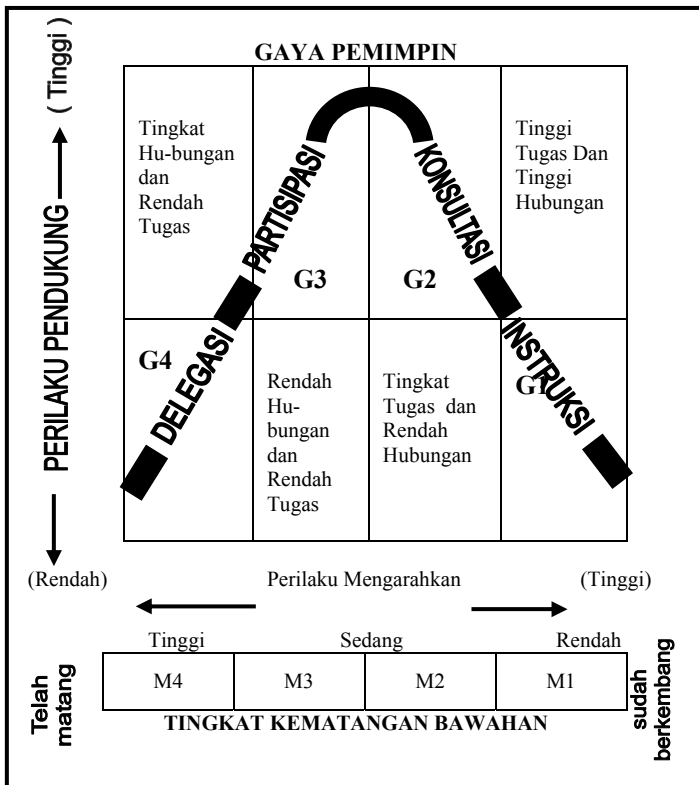 GAYA PEMIMPIN
( Tinggi)
PERILAKU PENDUKUNG
Tingkat
Hu-bungan
dan
Rendah
Tugas
PARTISIPASI
G3
KONSULTASI
G2
Tinggi
Tugas Dan
Tinggi
Hubungan
G4
DELEGASI
Rendah
Hu-
bungan
dan
Rendah
Tugas
Tingkat
Tugas dan
Rendah
Hubungan
G1
INSTRUKSI
(Rendah)
Perilaku Mengarahkan
(Tinggi)
Tinggi
Sedang
Rendah
Telah
matang
M4
M3
M2
M1
sudah
berkembang
TINGKAT KEMATANGAN BAWAHAN